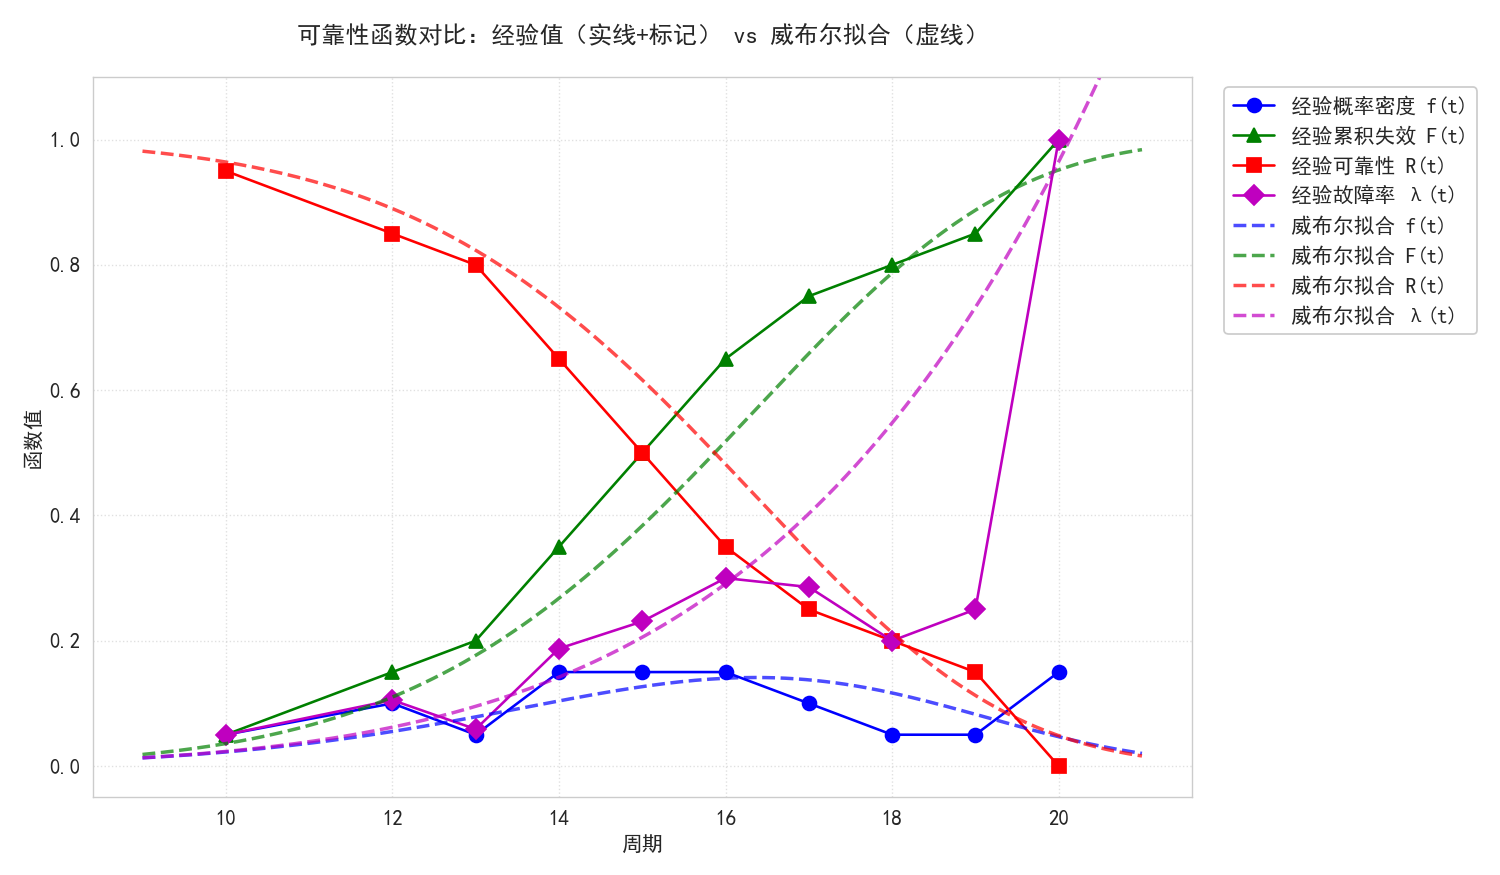 可靠性函数对比：经验值（实线+标记） vs 威布尔拟合（虚线）
函数值
1.0
0.8
0.6
0.4
0.2
0.0
10
12
14
16
18
20
周期
经验概率密度 f(t)
经验累积失效 F(t)
经验可靠性 R(t)
经验故障率 λ(t)
威布尔拟合 f(t)
威布尔拟合 F(t)
威布尔拟合 R(t)
威布尔拟合 λ(t)